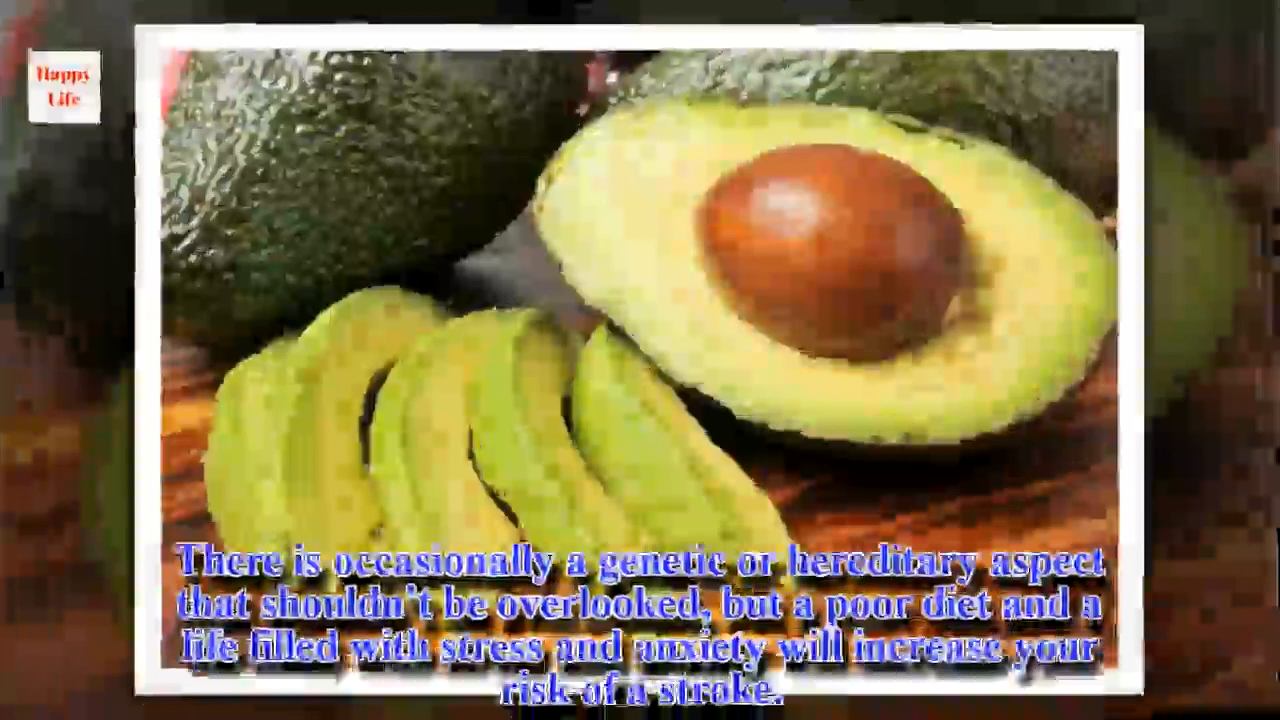 Happy
Life
There is occasionally a genetic or hereditary aspect
that shouldn't be overlooked, but a poor diet and a
life filled with stress and anxiety will increase your
risk of a stroke.